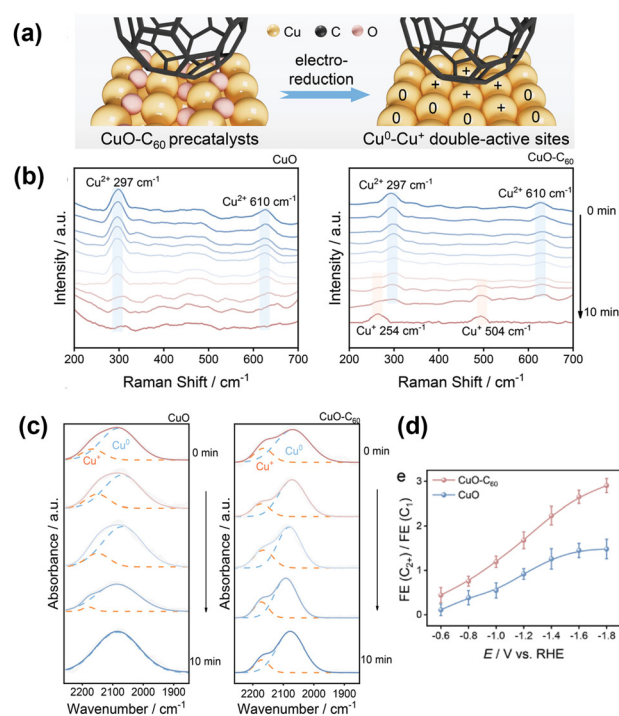 (a)
Cu C O
electro-
reduction
+ + + + + +
0 0 0 0 0
CuO-C₆₀ precatalysts
Cu⁰-Cu⁺ double-active sites
(b)
CuO
Cu²⁺ 297 cm⁻¹
Cu²⁺ 610 cm⁻¹
Intensity / a.u.
200 300 400 500 600 700
Raman Shift / cm⁻¹
CuO-C₆₀
Cu²⁺ 297 cm⁻¹
Cu²⁺ 610 cm⁻¹
0 min
10 min
Cu⁺ 254 cm⁻¹
Cu⁺ 504 cm⁻¹
Intensity / a.u.
200 300 400 500 600 700
Raman Shift / cm⁻¹
(c)
CuO
Cu⁰
Cu⁺
0 min
10 min
Absorbance / a.u.
2200 2100 2000 1900
Wavenumber / cm⁻¹
CuO-C₆₀
Cu⁰
Cu⁺
0 min
10 min
Absorbance / a.u.
2200 2100 2000 1900
Wavenumber / cm⁻¹
(d)
e
CuO-C₆₀
CuO
FE (C₂₊) / FE (C₁)
3
2
1
0
-0.6 -0.8 -1.0 -1.2 -1.4 -1.6 -1.8
E / V vs. RHE